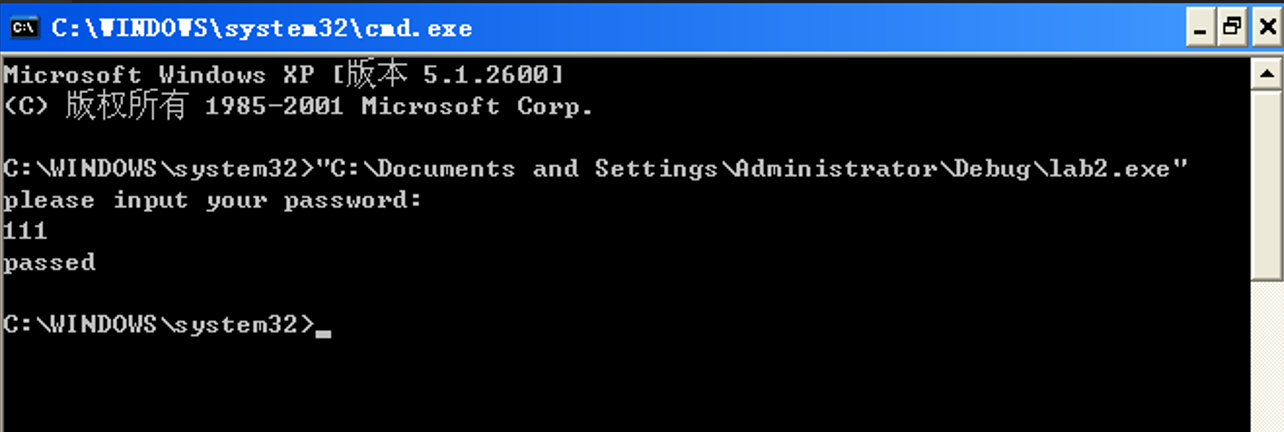 C:\WINDOWS\system32\cmd.exe
Microsoft Windows XP [版本 5.1.2600]
(C) 版权所有 1985-2001 Microsoft Corp.
C:\WINDOWS\system32>"C:\Documents and Settings\Administrator\Debug\lab2.exe"
please input your password:
111
passed
C:\WINDOWS\system32>_